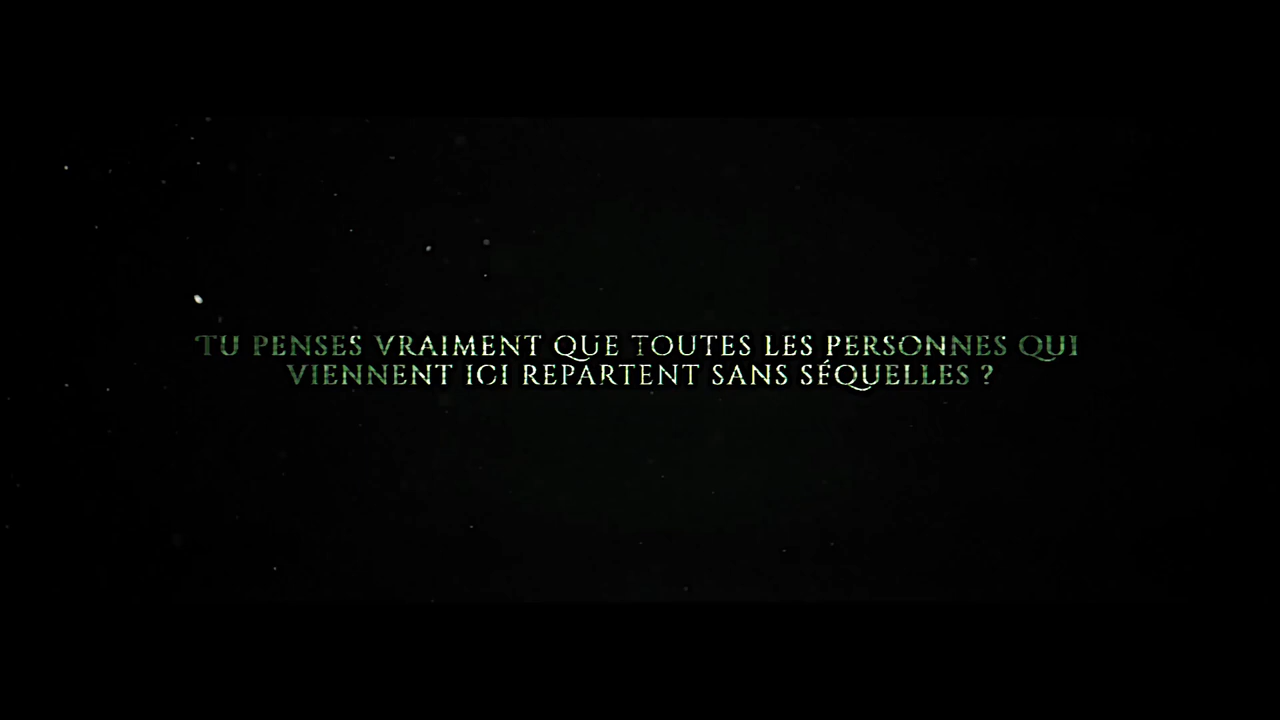 TU PENSES VRAIMENT QUE TOUTES LES PERSONNES QUI
VIENNENT ICI REPARTENT SANS SÉQUELLES ?